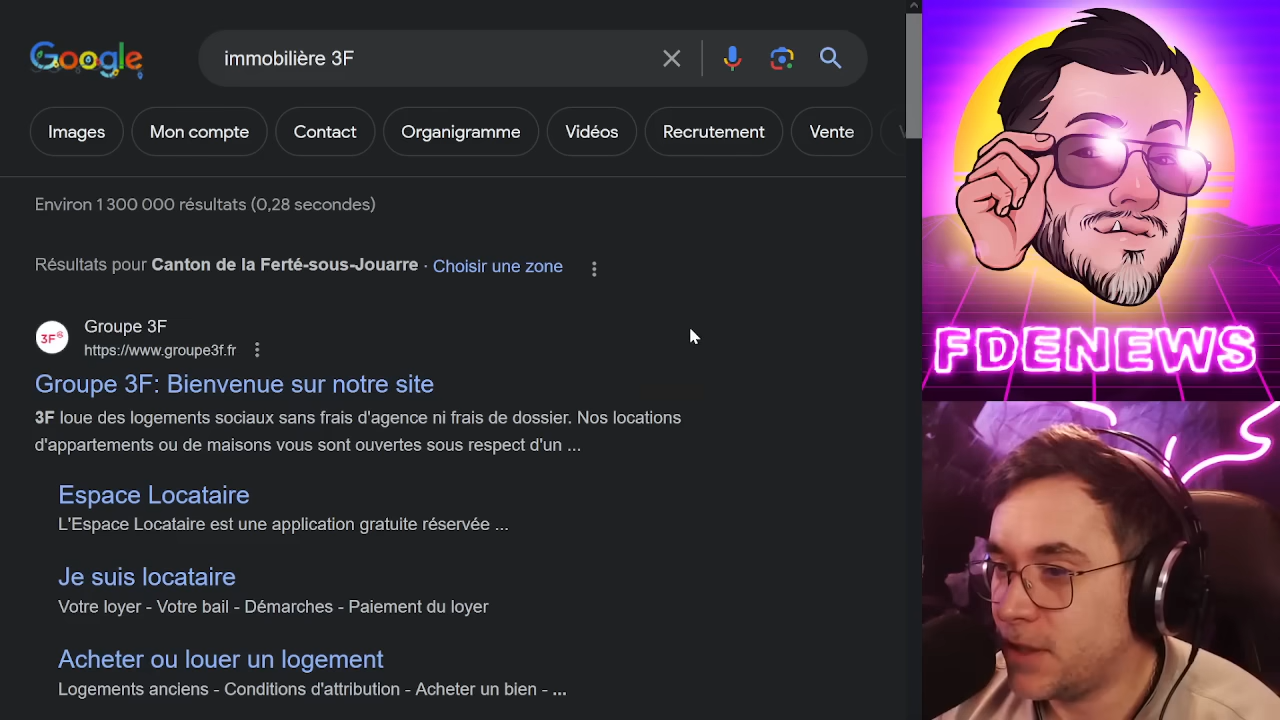 Google
immobilière 3F
Images
Mon compte
Contact
Organigramme
Vidéos
Recrutement
Vente
Environ 1 300 000 résultats (0,28 secondes)
Résultats pour Canton de la Ferté-sous-Jouarre · Choisir une zone
3F
Groupe 3F
https://www.groupe3f.fr
Groupe 3F: Bienvenue sur notre site
3F loue des logements sociaux sans frais d'agence ni frais de dossier. Nos locations
d'appartements ou de maisons vous sont ouvertes sous respect d'un ...
Espace Locataire
L'Espace Locataire est une application gratuite réservée ...
Je suis locataire
Votre loyer - Votre bail - Démarches - Paiement du loyer
Acheter ou louer un logement
Logements anciens - Conditions d'attribution - Acheter un bien - ...
FDENEWS